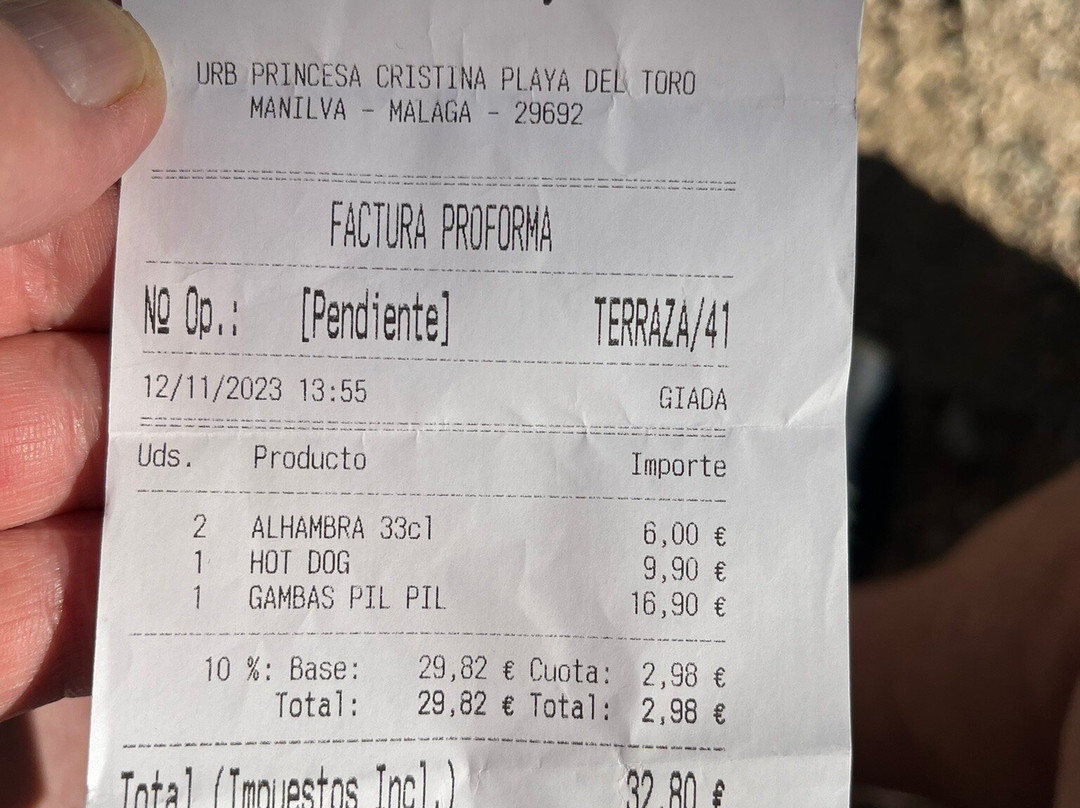 URB PRINCESA CRISTINA PLAYA DEL TORO
MANILVA - MALAGA - 29692
FACTURA PROFORMA
Nº Op.: [Pendiente] TERRAZA/41
12/11/2023 13:55 GIADA
Uds. Producto Importe
2 ALHAMBRA 33cl 6,00 €
1 HOT DOG 9,90 €
1 GAMBAS PIL PIL 16,90 €
10 %: Base: 29,82 € Cuota: 2,98 €
Total: 29,82 € Total: 2,98 €
Total (Impuestos Incl.) 32,80 €